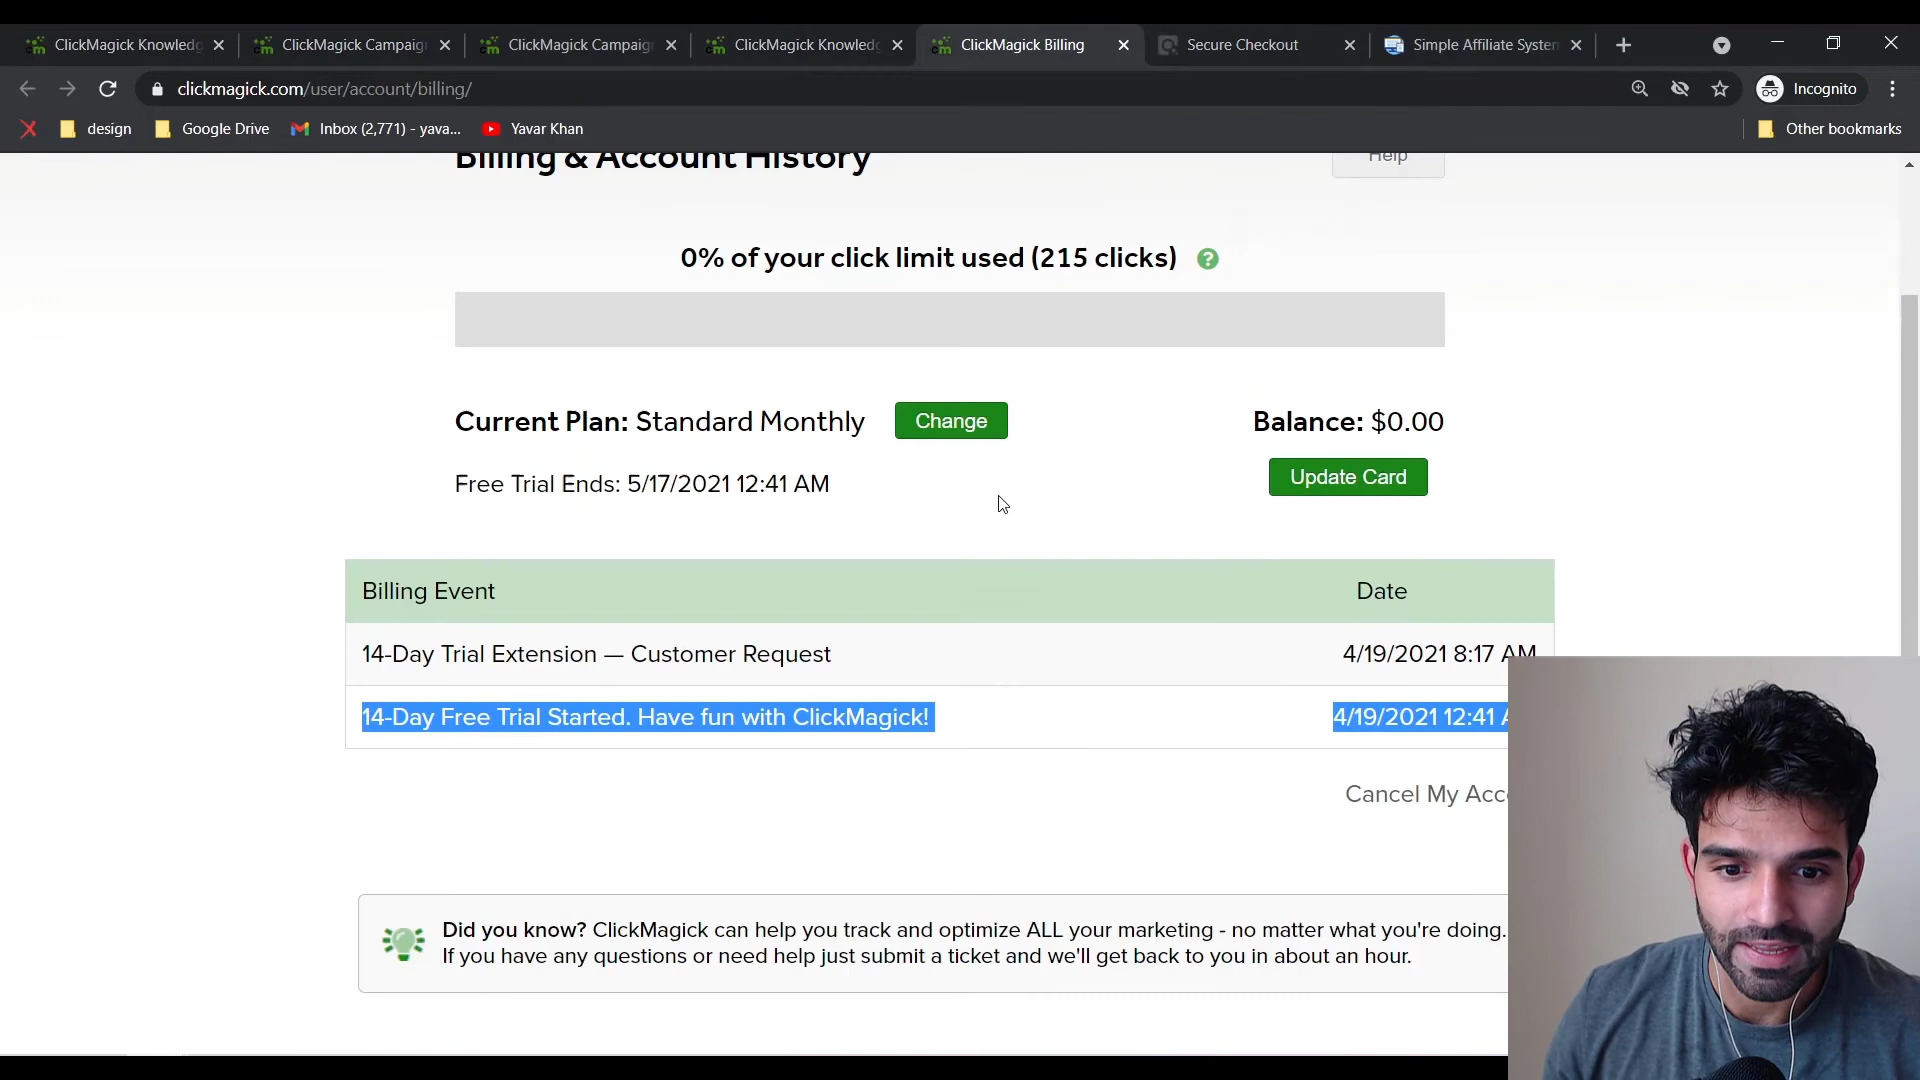 ClickMagick Knowledg
ClickMagick Campaig
ClickMagick Campaig
ClickMagick Knowledg
ClickMagick Billing
Secure Checkout
Simple Affiliate System
clickmagick.com/user/account/billing/
Incognito
design
Google Drive
Inbox (2,771) - yava...
Yavar Khan
Other bookmarks
Billing & Account History
Help
0% of your click limit used (215 clicks) ?
Current Plan: Standard Monthly
Change
Balance: $0.00
Free Trial Ends: 5/17/2021 12:41 AM
Update Card
Billing Event Date
14-Day Trial Extension — Customer Request 4/19/2021 8:17 AM
14-Day Free Trial Started. Have fun with ClickMagick! 4/19/2021 12:41 A
Cancel My Acc
Did you know? ClickMagick can help you track and optimize ALL your marketing - no matter what you're doing.
If you have any questions or need help just submit a ticket and we'll get back to you in about an hour.